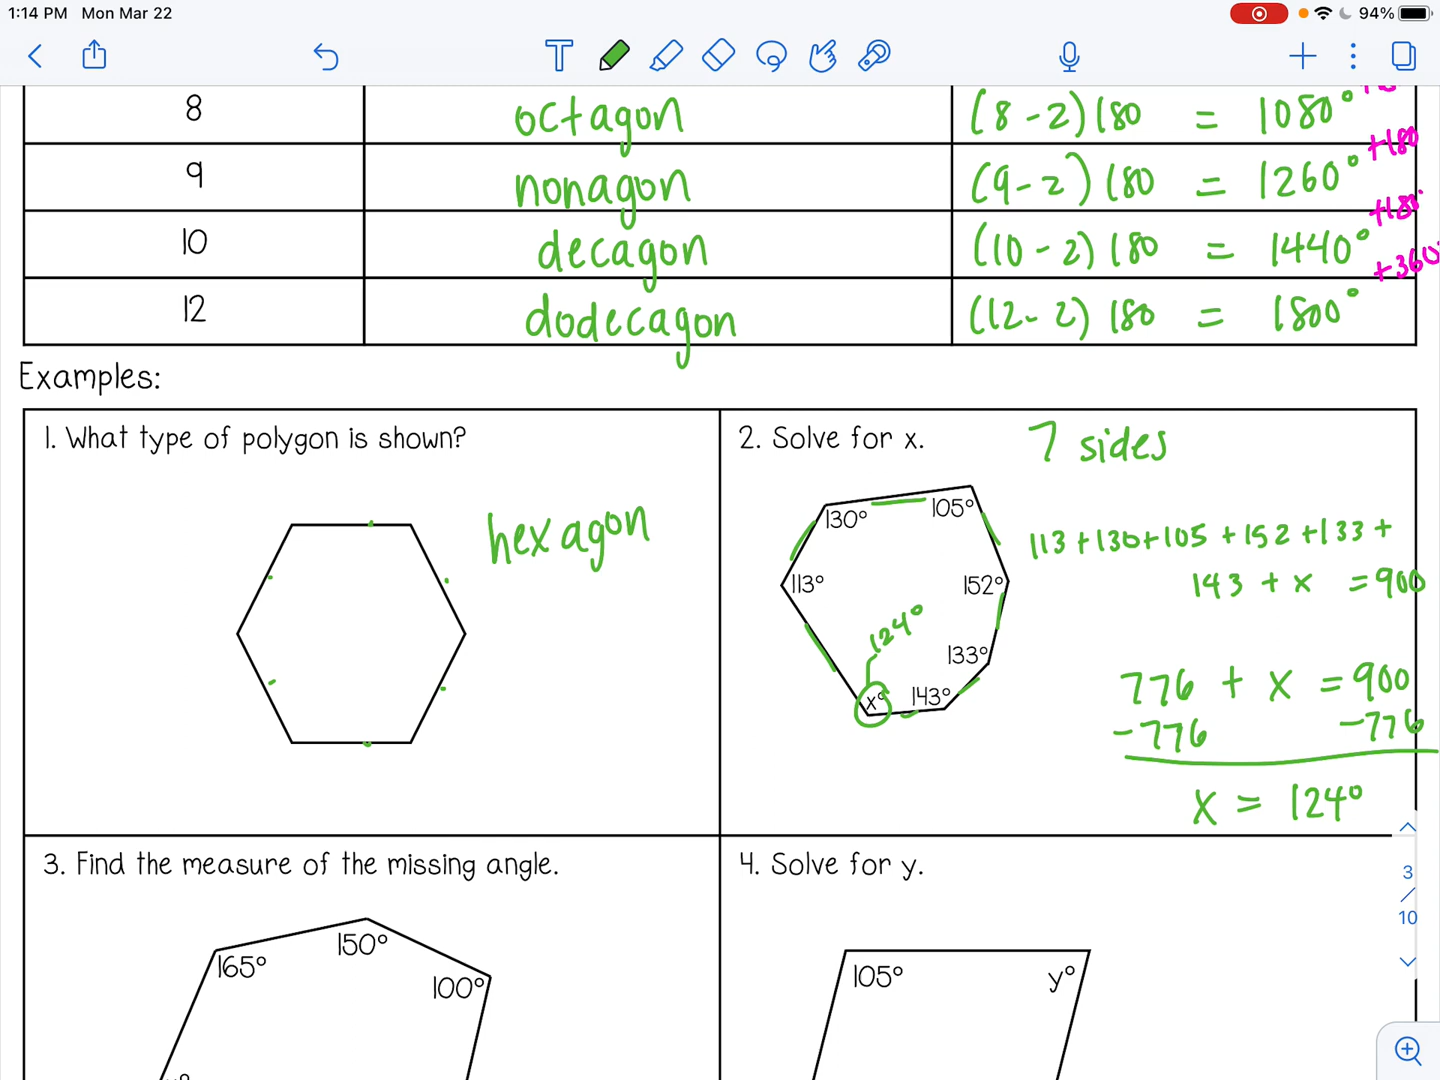 1:14 PM Mon Mar 22
94%
T
8 octagon (8-2)180 = 1080°
+180
9 nonagon (9-2)180 = 1260°
+180
10 decagon (10-2)180 = 1440°
+360
12 dodecagon (12-2)180 = 1800°
Examples:
1. What type of polygon is shown?
hexagon
2. Solve for x.
7 sides
130° 105°
113° 152°
124°
133°
x° 143°
113+130+105+152+133+
143 + x = 900
776 + x = 900
-776 -776
x = 124°
3. Find the measure of the missing angle.
165° 150° 100°
4. Solve for y.
105° y°
3
/
10